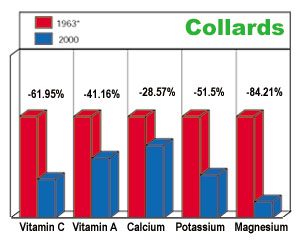 1963*
2000
Collards
-61.95% -41.16% -28.57% -51.5% -84.21%
Vitamin C Vitamin A Calcium Potassium Magnesium